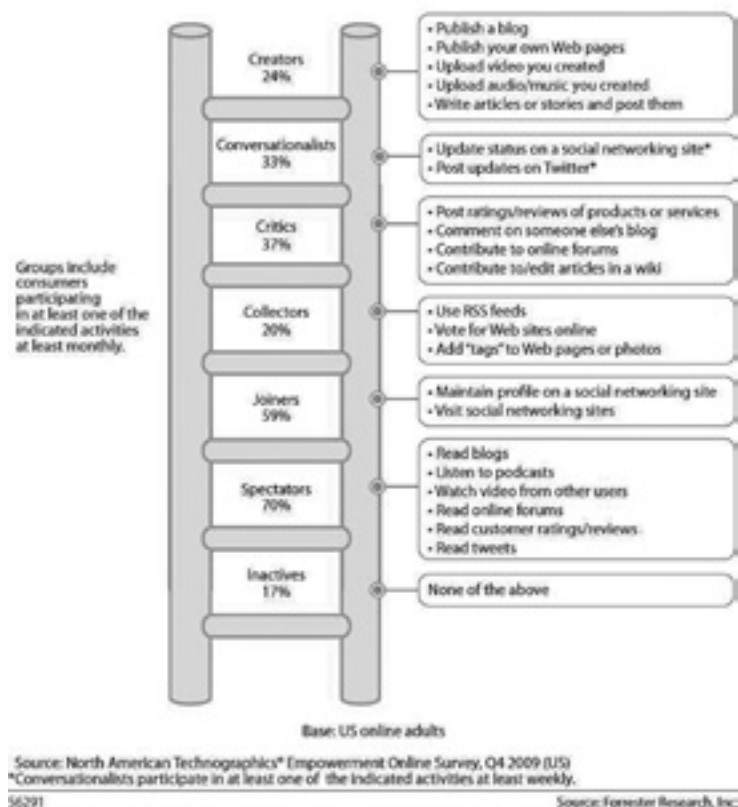 Creators
24%
• Publish a blog
• Publish your own Web pages
• Upload video you created
• Upload audio/music you created
• Write articles or stories and post them
Conversationalists
33%
• Update status on a social networking site*
• Post updates on Twitter*
Critics
37%
• Post ratings/reviews of products or services
• Comment on someone else's blog
• Contribute to online forums
• Contribute to/edit articles in a wiki
Groups include
consumers
participating
in at least one of the
indicated activities
at least monthly.
Collectors
20%
• Use RSS feeds
• Vote for Web sites online
• Add "tags" to Web pages or photos
Joiners
59%
• Maintain profile on a social networking site
• Visit social networking sites
Spectators
70%
• Read blogs
• Listen to podcasts
• Watch video from other users
• Read online forums
• Read customer ratings/reviews
• Read tweets
Inactives
17%
None of the above
Base: US online adults
Source: North American Technographics® Empowerment Online Survey, Q4 2009 (US)
*Conversationalists participate in at least one of the indicated activities at least weekly.
56291
Source: Forrester Research, Inc.